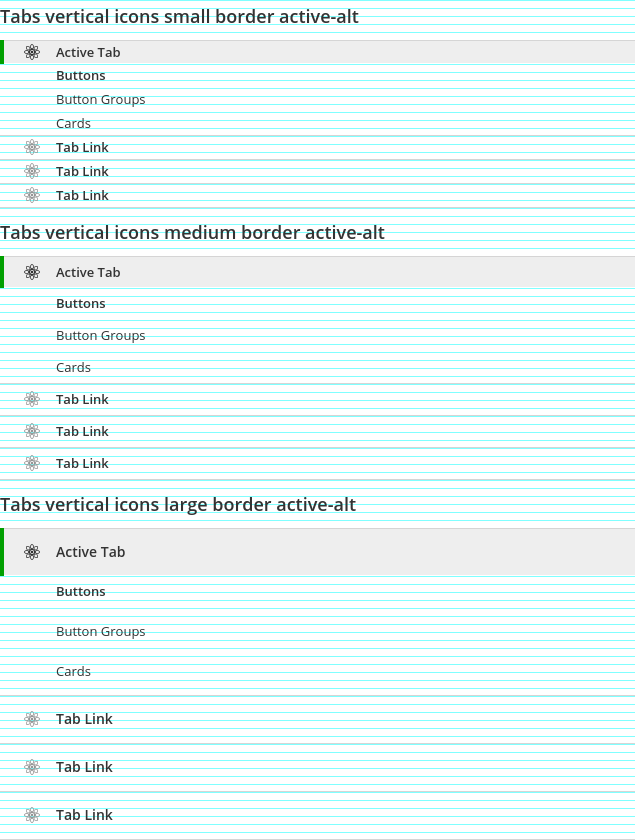 Tabs vertical icons small border active-alt
Active Tab
Buttons
Button Groups
Cards
Tab Link
Tab Link
Tab Link
Tabs vertical icons medium border active-alt
Active Tab
Buttons
Button Groups
Cards
Tab Link
Tab Link
Tab Link
Tabs vertical icons large border active-alt
Active Tab
Buttons
Button Groups
Cards
Tab Link
Tab Link
Tab Link